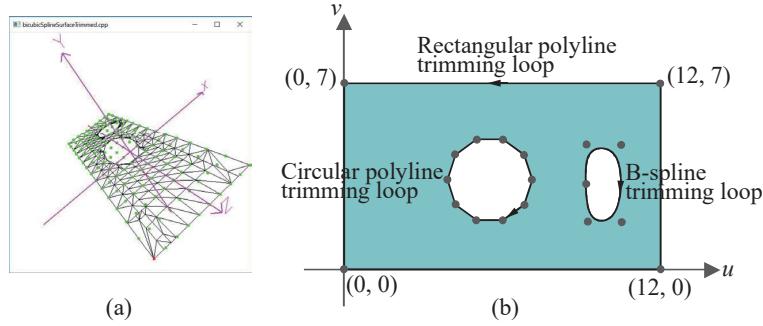 bicubicSplineSurfaceTrimmed.cpp
Y
X
Z
(a)
v
Rectangular polyline
trimming loop
(0, 7)
(12, 7)
Circular polyline
trimming loop
B-spline
trimming loop
u
(0, 0)
(12, 0)
(b)